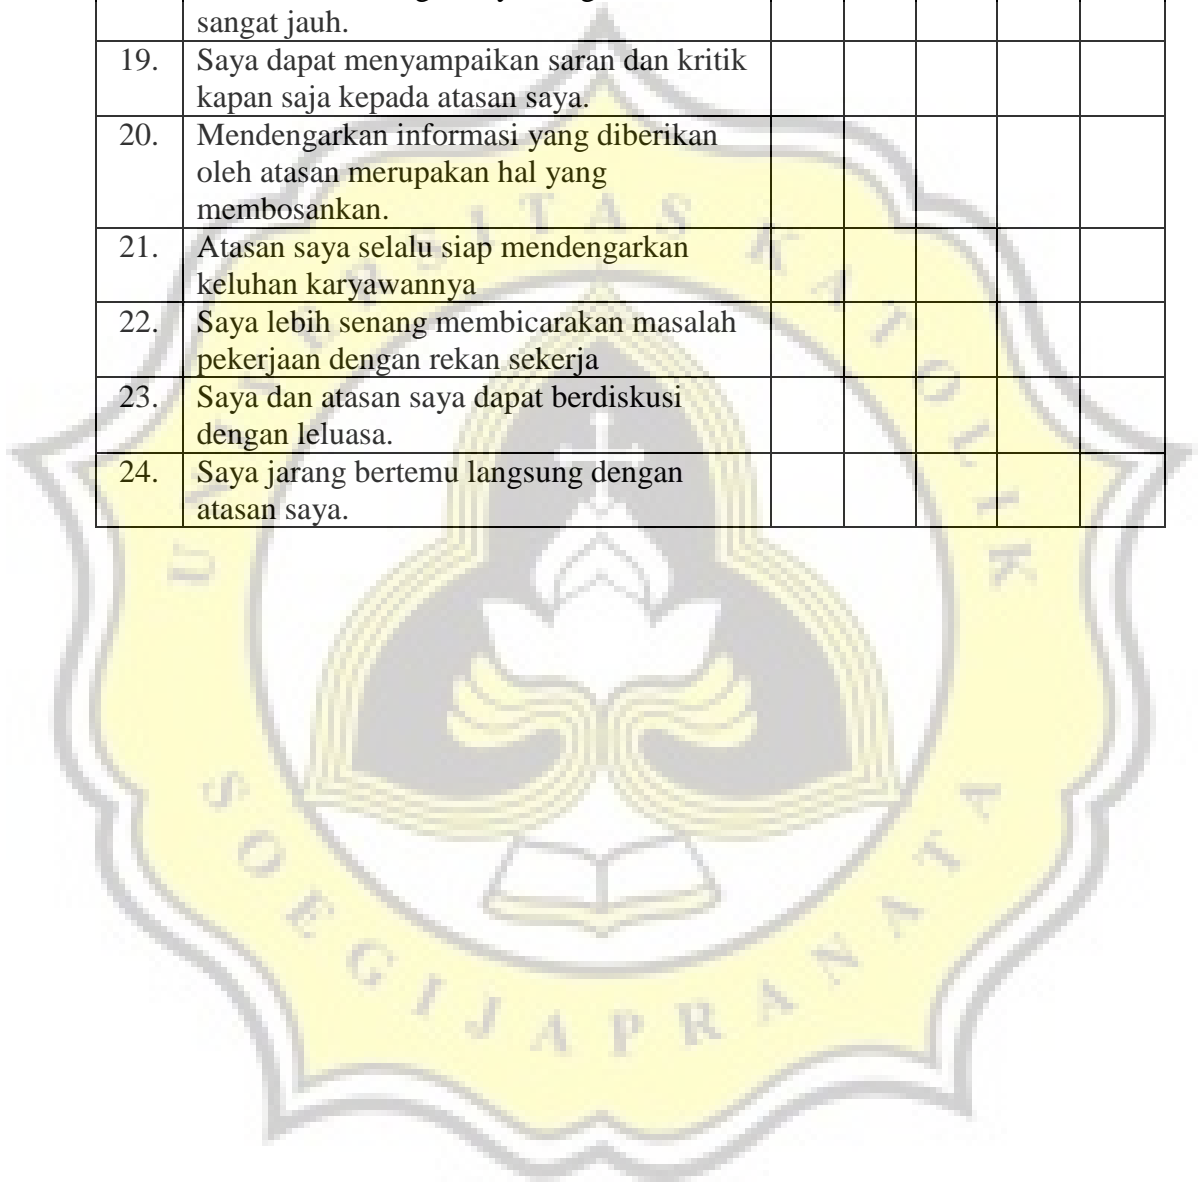 sangat jauh.
19. Saya dapat menyampaikan saran dan kritik
kapan saja kepada atasan saya.
20. Mendengarkan informasi yang diberikan
oleh atasan merupakan hal yang
membosankan.
21. Atasan saya selalu siap mendengarkan
keluhan karyawannya
22. Saya lebih senang membicarakan masalah
pekerjaan dengan rekan sekerja
23. Saya dan atasan saya dapat berdiskusi
dengan leluasa.
24. Saya jarang bertemu langsung dengan
atasan saya.
UNIVERSITAS KATOLIK
SOEGIJAPRANATA